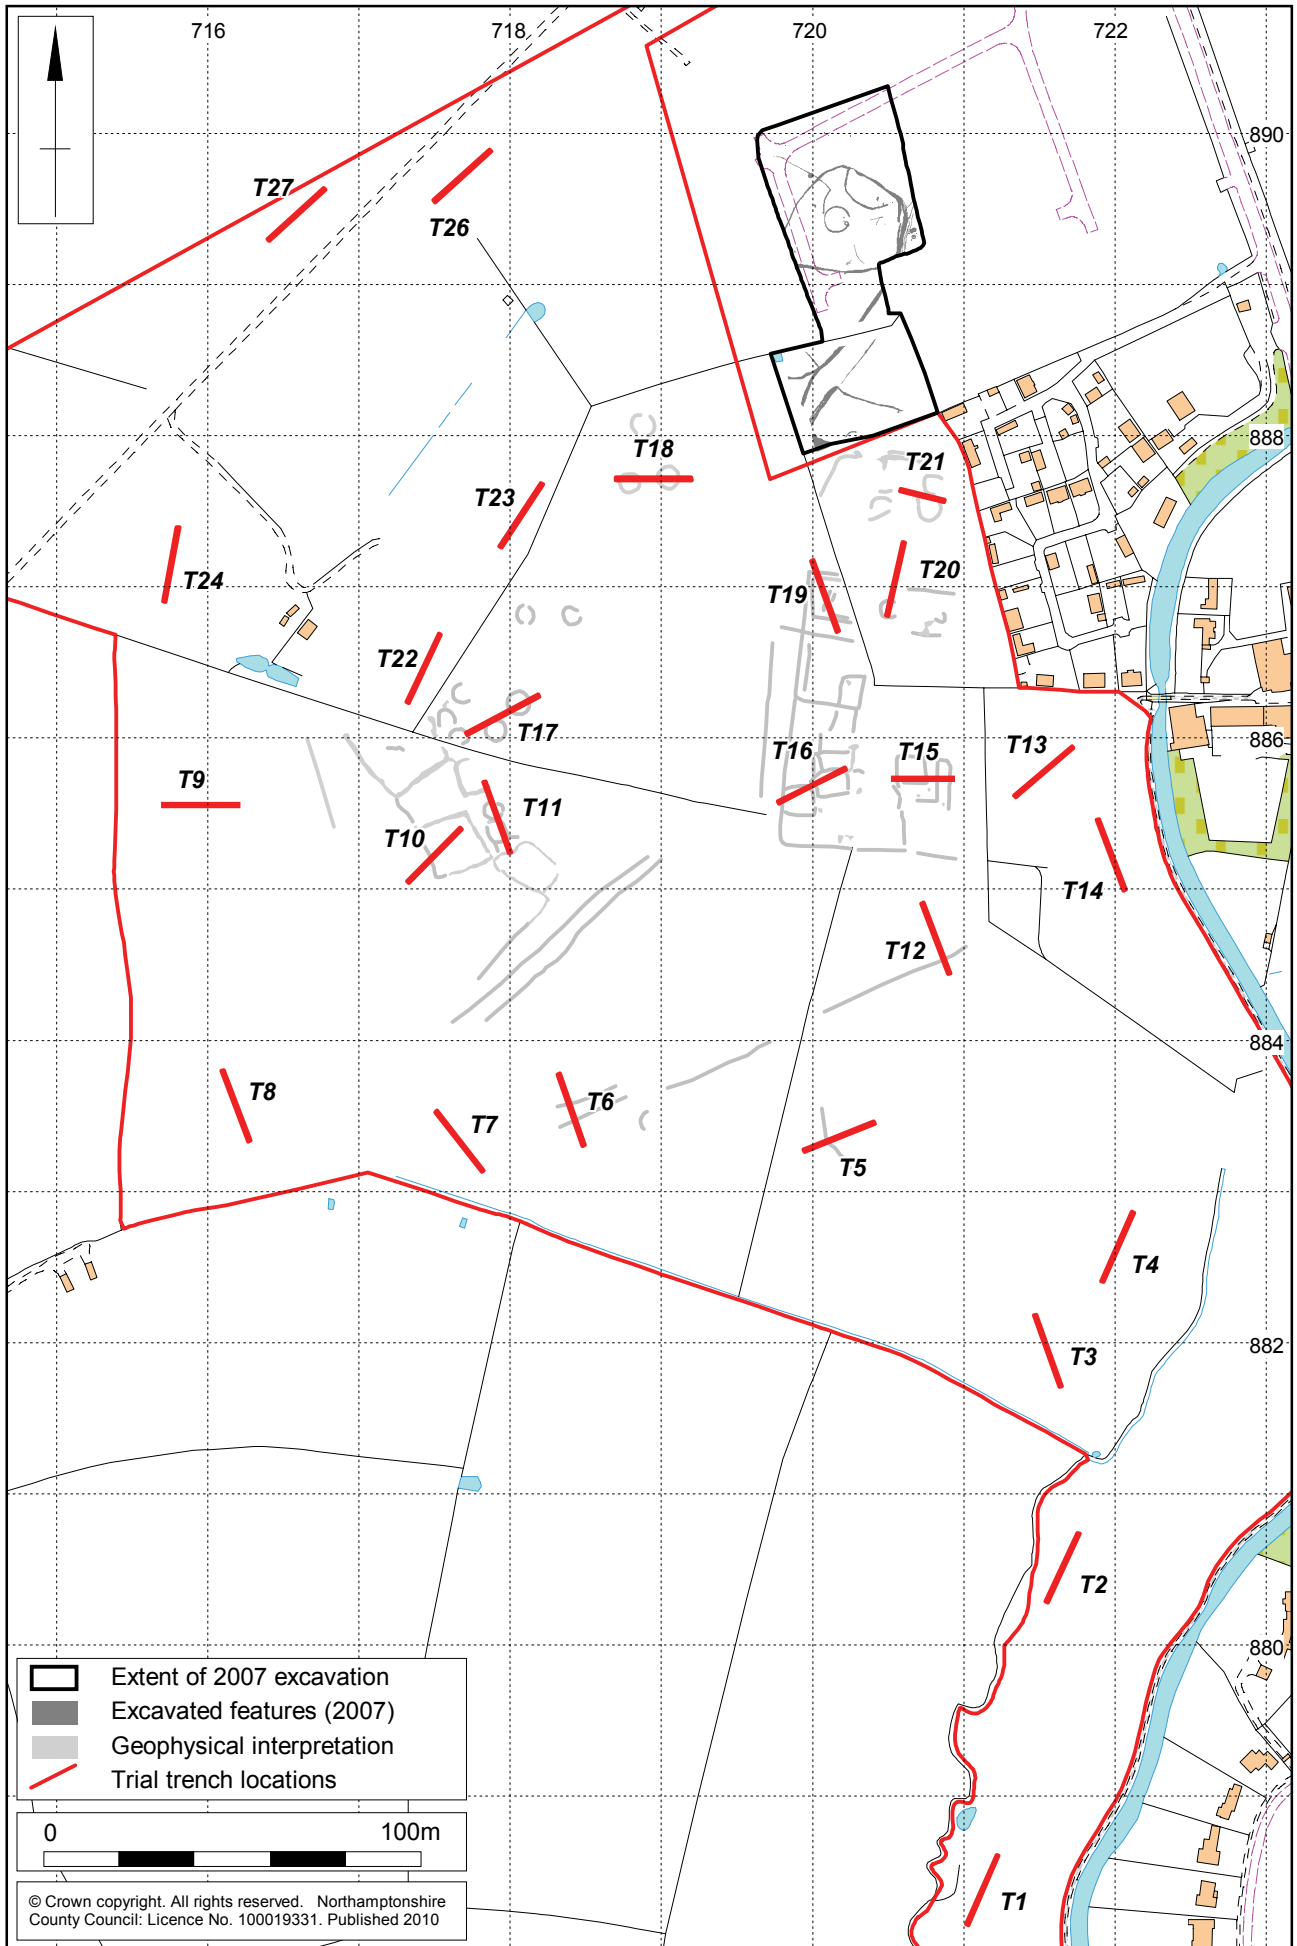 716
718
720
722
890
T27
T26
888
T18
T21
T23
T24
T20
T19
T22
T17
886
T13
T16
T15
T9
T11
T10
T14
T12
884
T8
T6
T7
T5
T4
882
T3
T2
880
Extent of 2007 excavation
Excavated features (2007)
Geophysical interpretation
Trial trench locations
0 100m
T1
© Crown copyright. All rights reserved. Northamptonshire
County Council: Licence No. 100019331. Published 2010